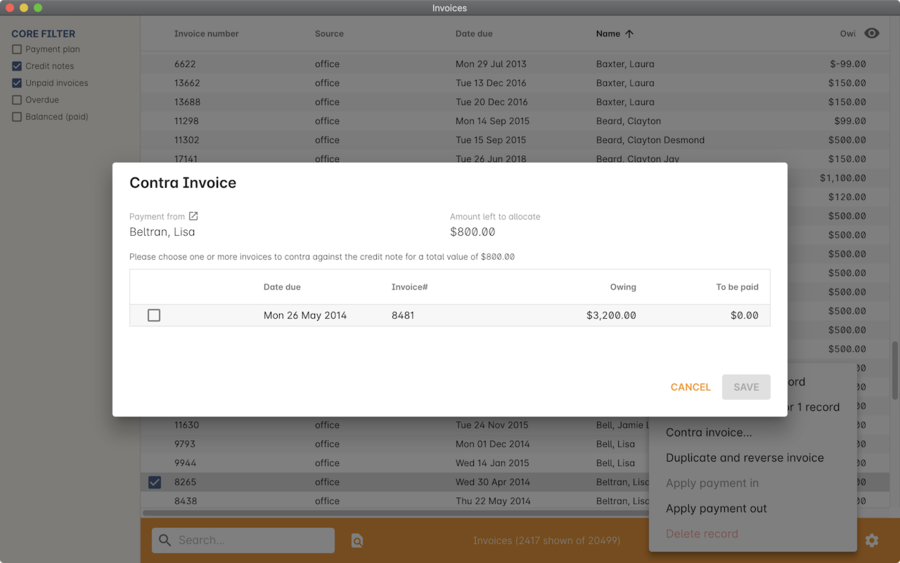 Invoices
CORE FILTER
Payment plan
Credit notes
Unpaid invoices
Overdue
Balanced (paid)
Invoice number Source Date due Name Owi
6622 office Mon 29 Jul 2013 Baxter, Laura $-99.00
13662 office Tue 13 Dec 2016 Baxter, Laura $150.00
13688 office Tue 20 Dec 2016 Baxter, Laura $150.00
11298 office Mon 14 Sep 2015 Beard, Clayton $99.00
11302 office Tue 15 Sep 2015 Beard, Clayton Desmond $500.00
17141 office Tue 26 Jun 2018 Beard, Clayton Jay $150.00
$1,100.00
$120.00
$500.00
$500.00
$500.00
$500.00
$500.00
$500.00
$500.00
$500.00
Contra Invoice
Payment from
Beltran, Lisa
Amount left to allocate
$800.00
Please choose one or more invoices to contra against the credit note for a total value of $800.00
Date due Invoice# Owing To be paid
Mon 26 May 2014 8481 $3,200.00 $0.00
CANCEL SAVE
11630 office Tue 24 Nov 2015 Bell, Jamie
9793 office Mon 01 Dec 2014 Bell, Lisa
9944 office Wed 14 Jan 2015 Bell, Lisa
8265 office Wed 30 Apr 2014 Beltran, Lisa
8438 office Thu 22 May 2014 Beltran, Lisa
ord
or 1 record
Contra invoice...
Duplicate and reverse invoice
Apply payment in
Apply payment out
Delete record
Search... Invoices (2417 shown of 20499)